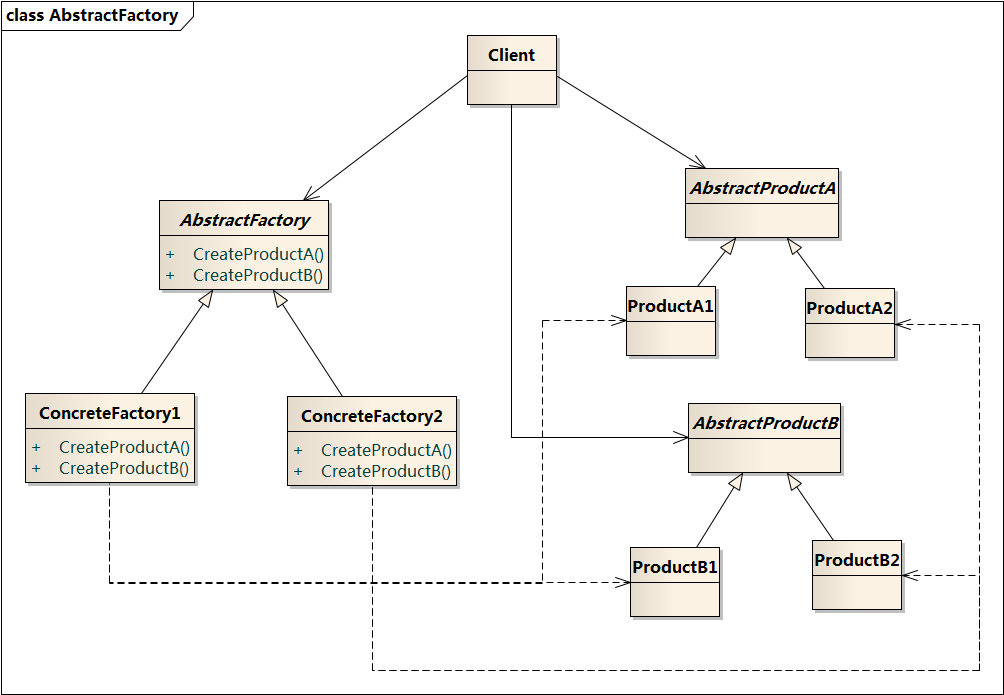 class AbstractFactory
Client
AbstractFactory
+ CreateProductA()
+ CreateProductB()
AbstractProductA
ProductA1
ProductA2
ConcreteFactory1
+ CreateProductA()
+ CreateProductB()
ConcreteFactory2
+ CreateProductA()
+ CreateProductB()
AbstractProductB
ProductB1
ProductB2